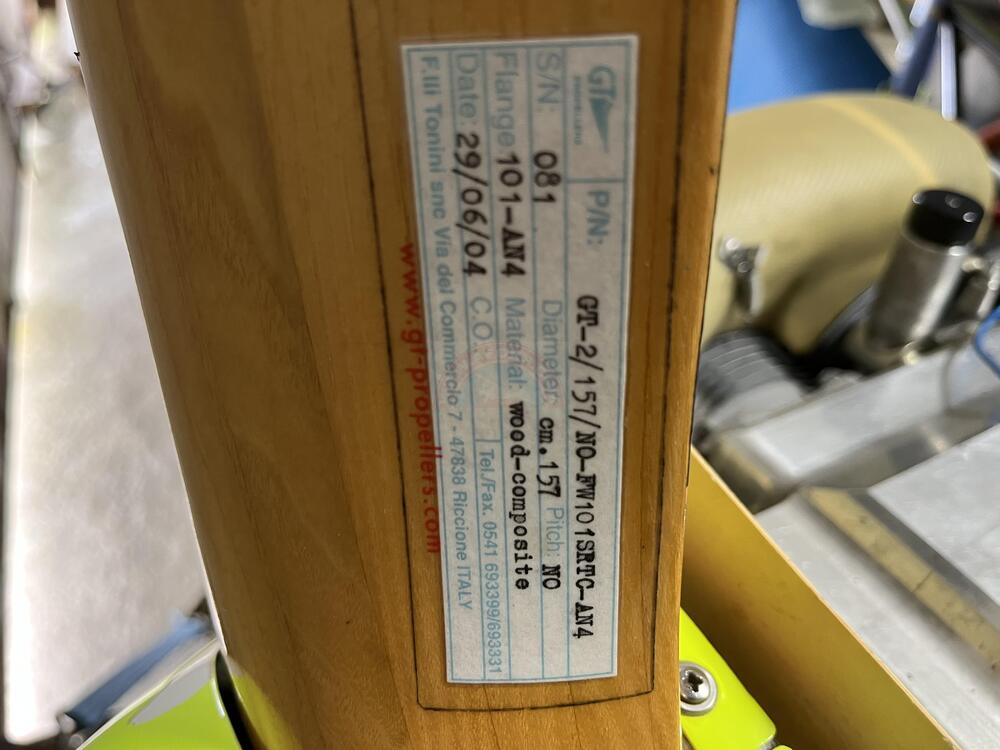 GT PROPELLERS P/N: GT-2/157/NO-FW101SRTC-AN4
S/N: 081 Diameter: cm.157 Pitch: NO
Flange: 101-AN4 Material: wood-composite
Date: 29/06/04 C.O. Tel./Fax. 0541 693399/693331
F.lli Tonini snc Via del Commercio 7 - 47838 Riccione ITALY
www.gt-propellers.com